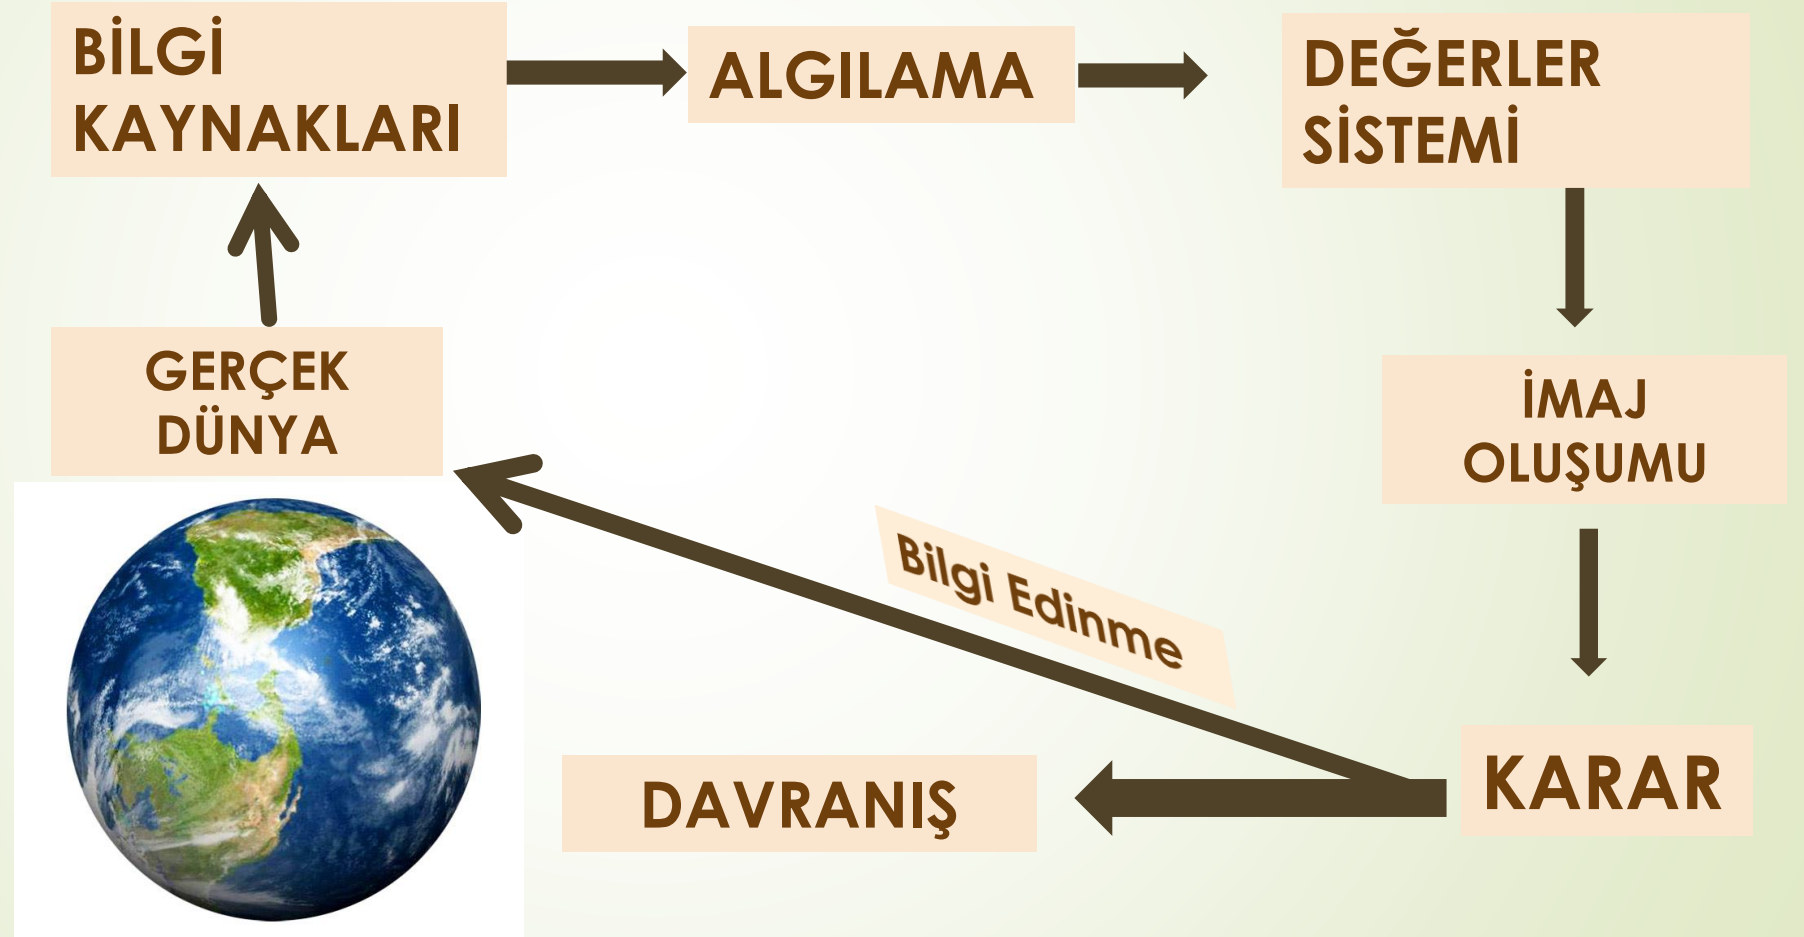 BİLGİ
KAYNAKLARI
ALGILAMA
DEĞERLER
SİSTEMİ
GERÇEK
DÜNYA
İMAJ
OLUŞUMU
Bilgi Edinme
DAVRANIŞ
KARAR